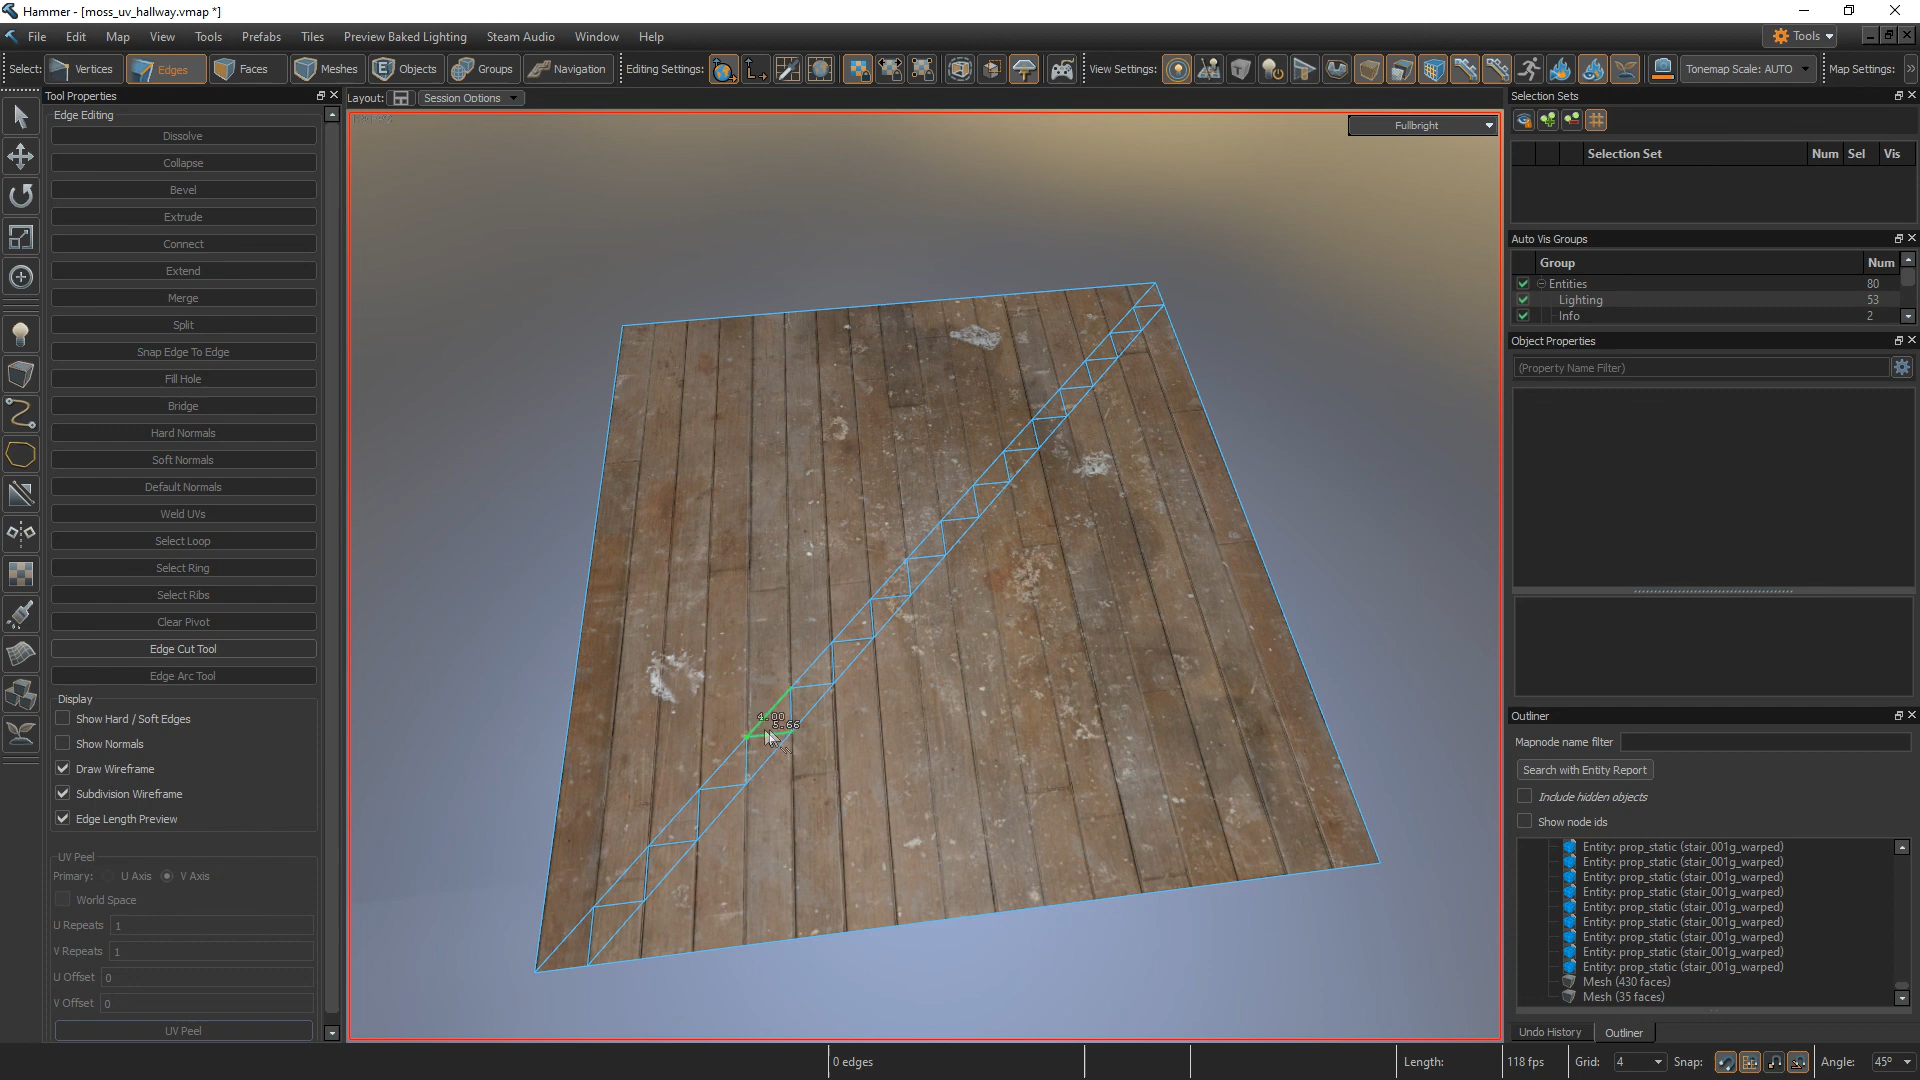 Hammer - [moss_uv_hallway.vmap *]
File Edit Map View Tools Prefabs Tiles Preview Baked Lighting Steam Audio Window Help Tools
Select: Vertices Edges Faces Meshes Objects Groups Navigation Editing Settings: View Settings: Tonemap Scale: AUTO Map Settings:
Tool Properties
Edge Editing
Dissolve
Collapse
Bevel
Extrude
Connect
Extend
Merge
Split
Snap Edge To Edge
Fill Hole
Bridge
Hard Normals
Soft Normals
Default Normals
Weld UVs
Select Loop
Select Ring
Select Ribs
Clear Pivot
Edge Cut Tool
Edge Arc Tool
Display
Show Hard / Soft Edges
Show Normals
Draw Wireframe
Subdivision Wireframe
Edge Length Preview
UV Peel
Primary: U Axis V Axis
World Space
U Repeats 1
V Repeats 1
U Offset 0
V Offset 0
UV Peel
Layout: Session Options
Fullbright
4.00
5.66
Selection Sets
Selection Set Num Sel Vis
Auto Vis Groups
Group Num
Entities 80
Lighting 53
Info 2
Object Properties
(Property Name Filter)
Outliner
Mapnode name filter
Search with Entity Report
Include hidden objects
Show node ids
Entity: prop_static (stair_001g_warped)
Entity: prop_static (stair_001g_warped)
Entity: prop_static (stair_001g_warped)
Entity: prop_static (stair_001g_warped)
Entity: prop_static (stair_001g_warped)
Entity: prop_static (stair_001g_warped)
Entity: prop_static (stair_001g_warped)
Entity: prop_static (stair_001g_warped)
Entity: prop_static (stair_001g_warped)
Mesh (430 faces)
Mesh (35 faces)
Undo History Outliner
0 edges Length: 118 fps Grid: 4 Snap: Angle: 45°